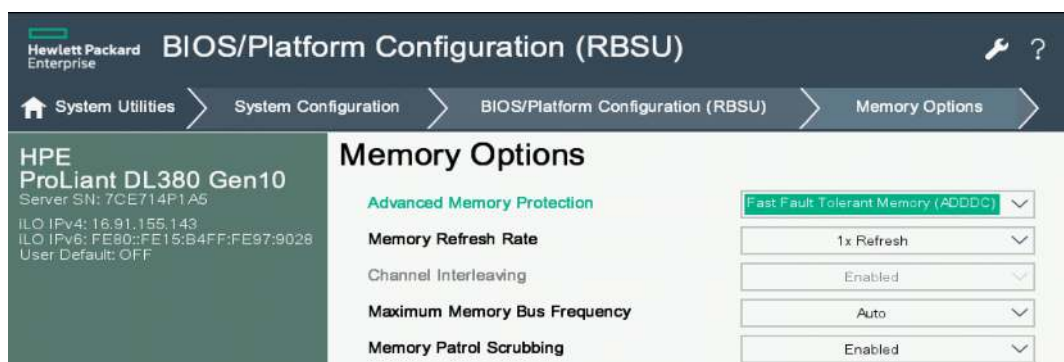 Hewlett Packard
Enterprise
BIOS/Platform Configuration (RBSU)
?
System Utilities
System Configuration
BIOS/Platform Configuration (RBSU)
Memory Options
HPE
ProLiant DL380 Gen10
Server SN: 7CE714P1A5
iLO IPv4: 16.91.155.143
iLO IPv6: FE80::FE15:B4FF:FE97:9028
User Default: OFF
Memory Options
Advanced Memory Protection Fast Fault Tolerant Memory (ADDDC)
Memory Refresh Rate 1x Refresh
Channel Interleaving Enabled
Maximum Memory Bus Frequency Auto
Memory Patrol Scrubbing Enabled